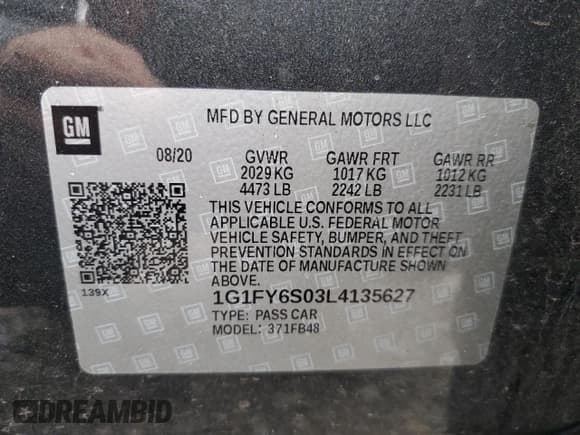 GM
MFD BY GENERAL MOTORS LLC
08/20 GVWR GAWR FRT GAWR RR
2029 KG 1017 KG 1012 KG
4473 LB 2242 LB 2231 LB
THIS VEHICLE CONFORMS TO ALL
APPLICABLE U.S. FEDERAL MOTOR
VEHICLE SAFETY, BUMPER, AND THEFT
PREVENTION STANDARDS IN EFFECT ON
THE DATE OF MANUFACTURE SHOWN
ABOVE.
139X
1G1FY6S03L4135627
TYPE: PASS CAR
MODEL: 371FB48
DREAMBID